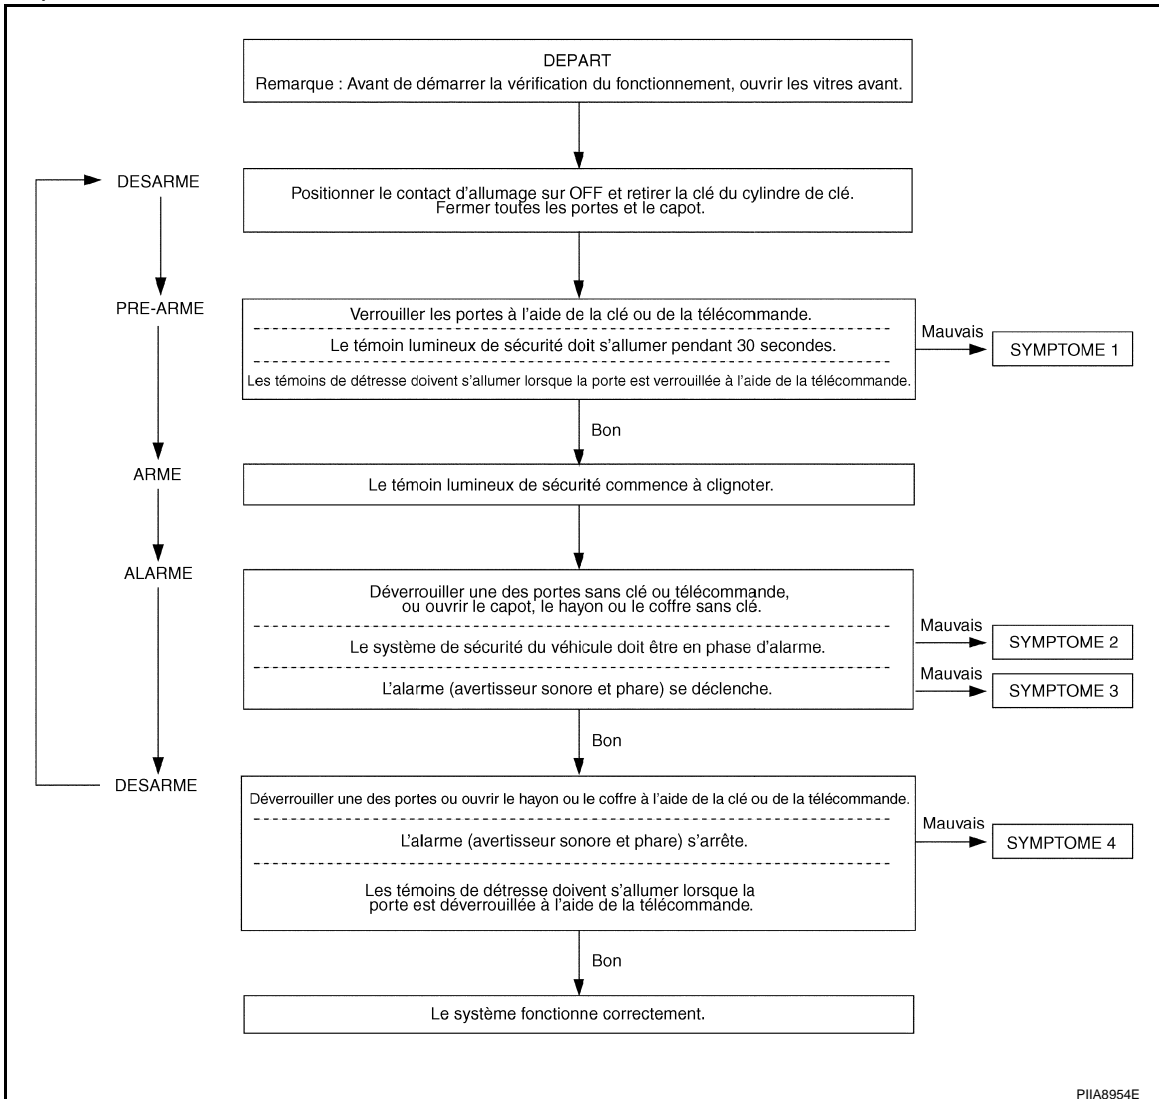 DEPART
Remarque : Avant de démarrer la vérification du fonctionnement, ouvrir les vitres avant.
DESARME
Positionner le contact d'allumage sur OFF et retirer la clé du cylindre de clé.
Fermer toutes les portes et le capot.
PRE-ARME
Verrouiller les portes à l'aide de la clé ou de la télécommande.
Le témoin lumineux de sécurité doit s'allumer pendant 30 secondes.
Les témoins de détresse doivent s'allumer lorsque la porte est verrouillée à l'aide de la télécommande.
Mauvais
SYMPTOME 1
Bon
ARME
Le témoin lumineux de sécurité commence à clignoter.
ALARME
Déverrouiller une des portes sans clé ou télécommande,
ou ouvrir le capot, le hayon ou le coffre sans clé.
Le système de sécurité du véhicule doit être en phase d'alarme.
L'alarme (avertisseur sonore et phare) se déclenche.
Mauvais
SYMPTOME 2
Mauvais
SYMPTOME 3
Bon
DESARME
Déverrouiller une des portes ou ouvrir le hayon ou le coffre à l'aide de la clé ou de la télécommande.
L'alarme (avertisseur sonore et phare) s'arrête.
Les témoins de détresse doivent s'allumer lorsque la
porte est déverrouillée à l'aide de la télécommande.
Mauvais
SYMPTOME 4
Bon
Le système fonctionne correctement.
PIIA8954E